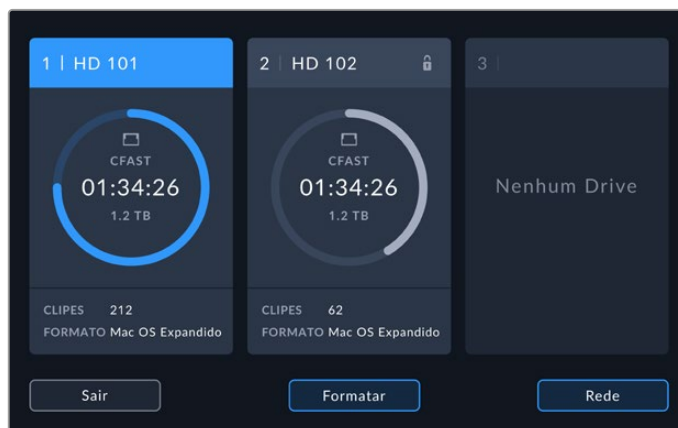 1 | HD 101
CFAST
01:34:26
1.2 TB
CLIPES 212
FORMATO Mac OS Expandido
2 | HD 102
CFAST
01:34:26
1.2 TB
CLIPES 62
FORMATO Mac OS Expandido
3 |
Nenhum Drive
Sair
Formatar
Rede